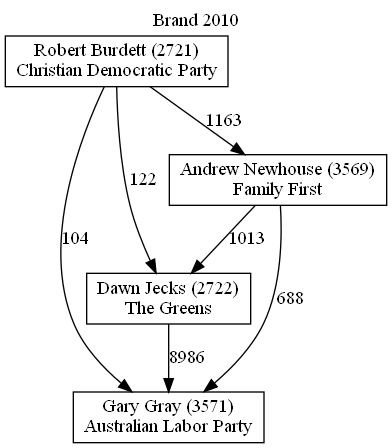 Brand 2010
Robert Burdett (2721)
Christian Democratic Party
1163
Andrew Newhouse (3569)
Family First
122
104
1013
Dawn Jecks (2722)
The Greens
688
8986
Gary Gray (3571)
Australian Labor Party